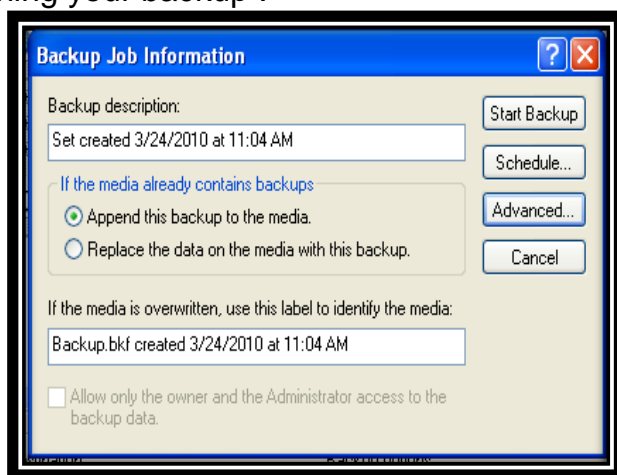 your backup .
Backup Job Information
Backup description:
Set created 3/24/2010 at 11:04 AM
If the media already contains backups
Append this backup to the media.
Replace the data on the media with this backup.
If the media is overwritten, use this label to identify the media:
Backup.bkf created 3/24/2010 at 11:04 AM
Allow only the owner and the Administrator access to the
backup data.
Start Backup
Schedule...
Advanced...
Cancel